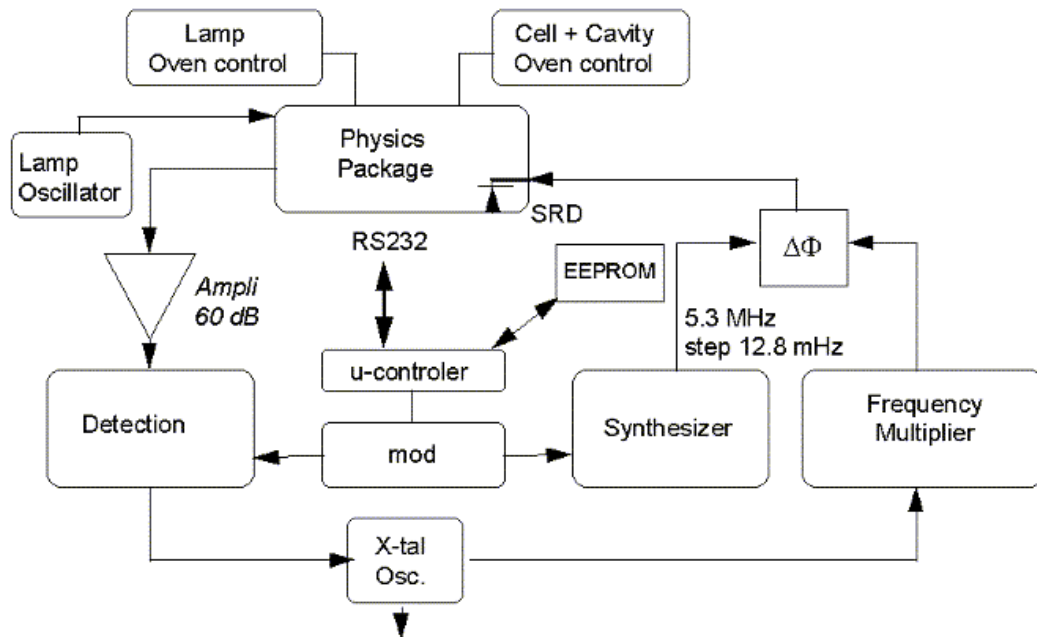 Lamp
Oven control
Cell + Cavity
Oven control
Physics
Package
Lamp
Oscillator
SRD
RS232
EEPROM
ΔΦ
Ampli
60 dB
5.3 MHz
step 12.8 mHz
u-controler
Detection
mod
Synthesizer
Frequency
Multiplier
X-tal
Osc.